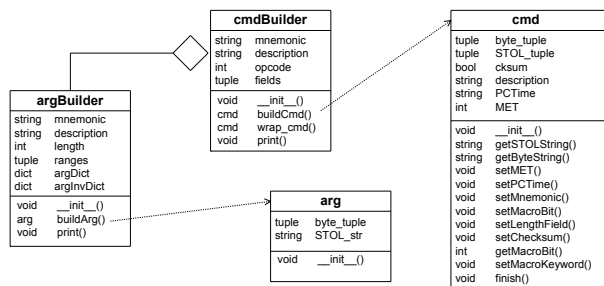 cmdBuilder
string mnemonic
string description
int opcode
tuple fields
void __init__()
cmd buildCmd()
cmd wrap_cmd()
void print()
cmd
tuple byte_tuple
tuple STOL_tuple
bool cksum
string description
string PCTime
int MET
void __init__()
string getSTOLString()
string getByteString()
void setMET()
void setPCTime()
void setMnemonic()
void setMacroBit()
void setLengthField()
void setChecksum()
int getMacroBit()
void setMacroKeyword()
void finish()
argBuilder
string mnemonic
string description
int length
tuple ranges
dict argDict
dict argInvDict
void __init__()
arg buildArg()
void print()
arg
tuple byte_tuple
string STOL_str
void __init__()